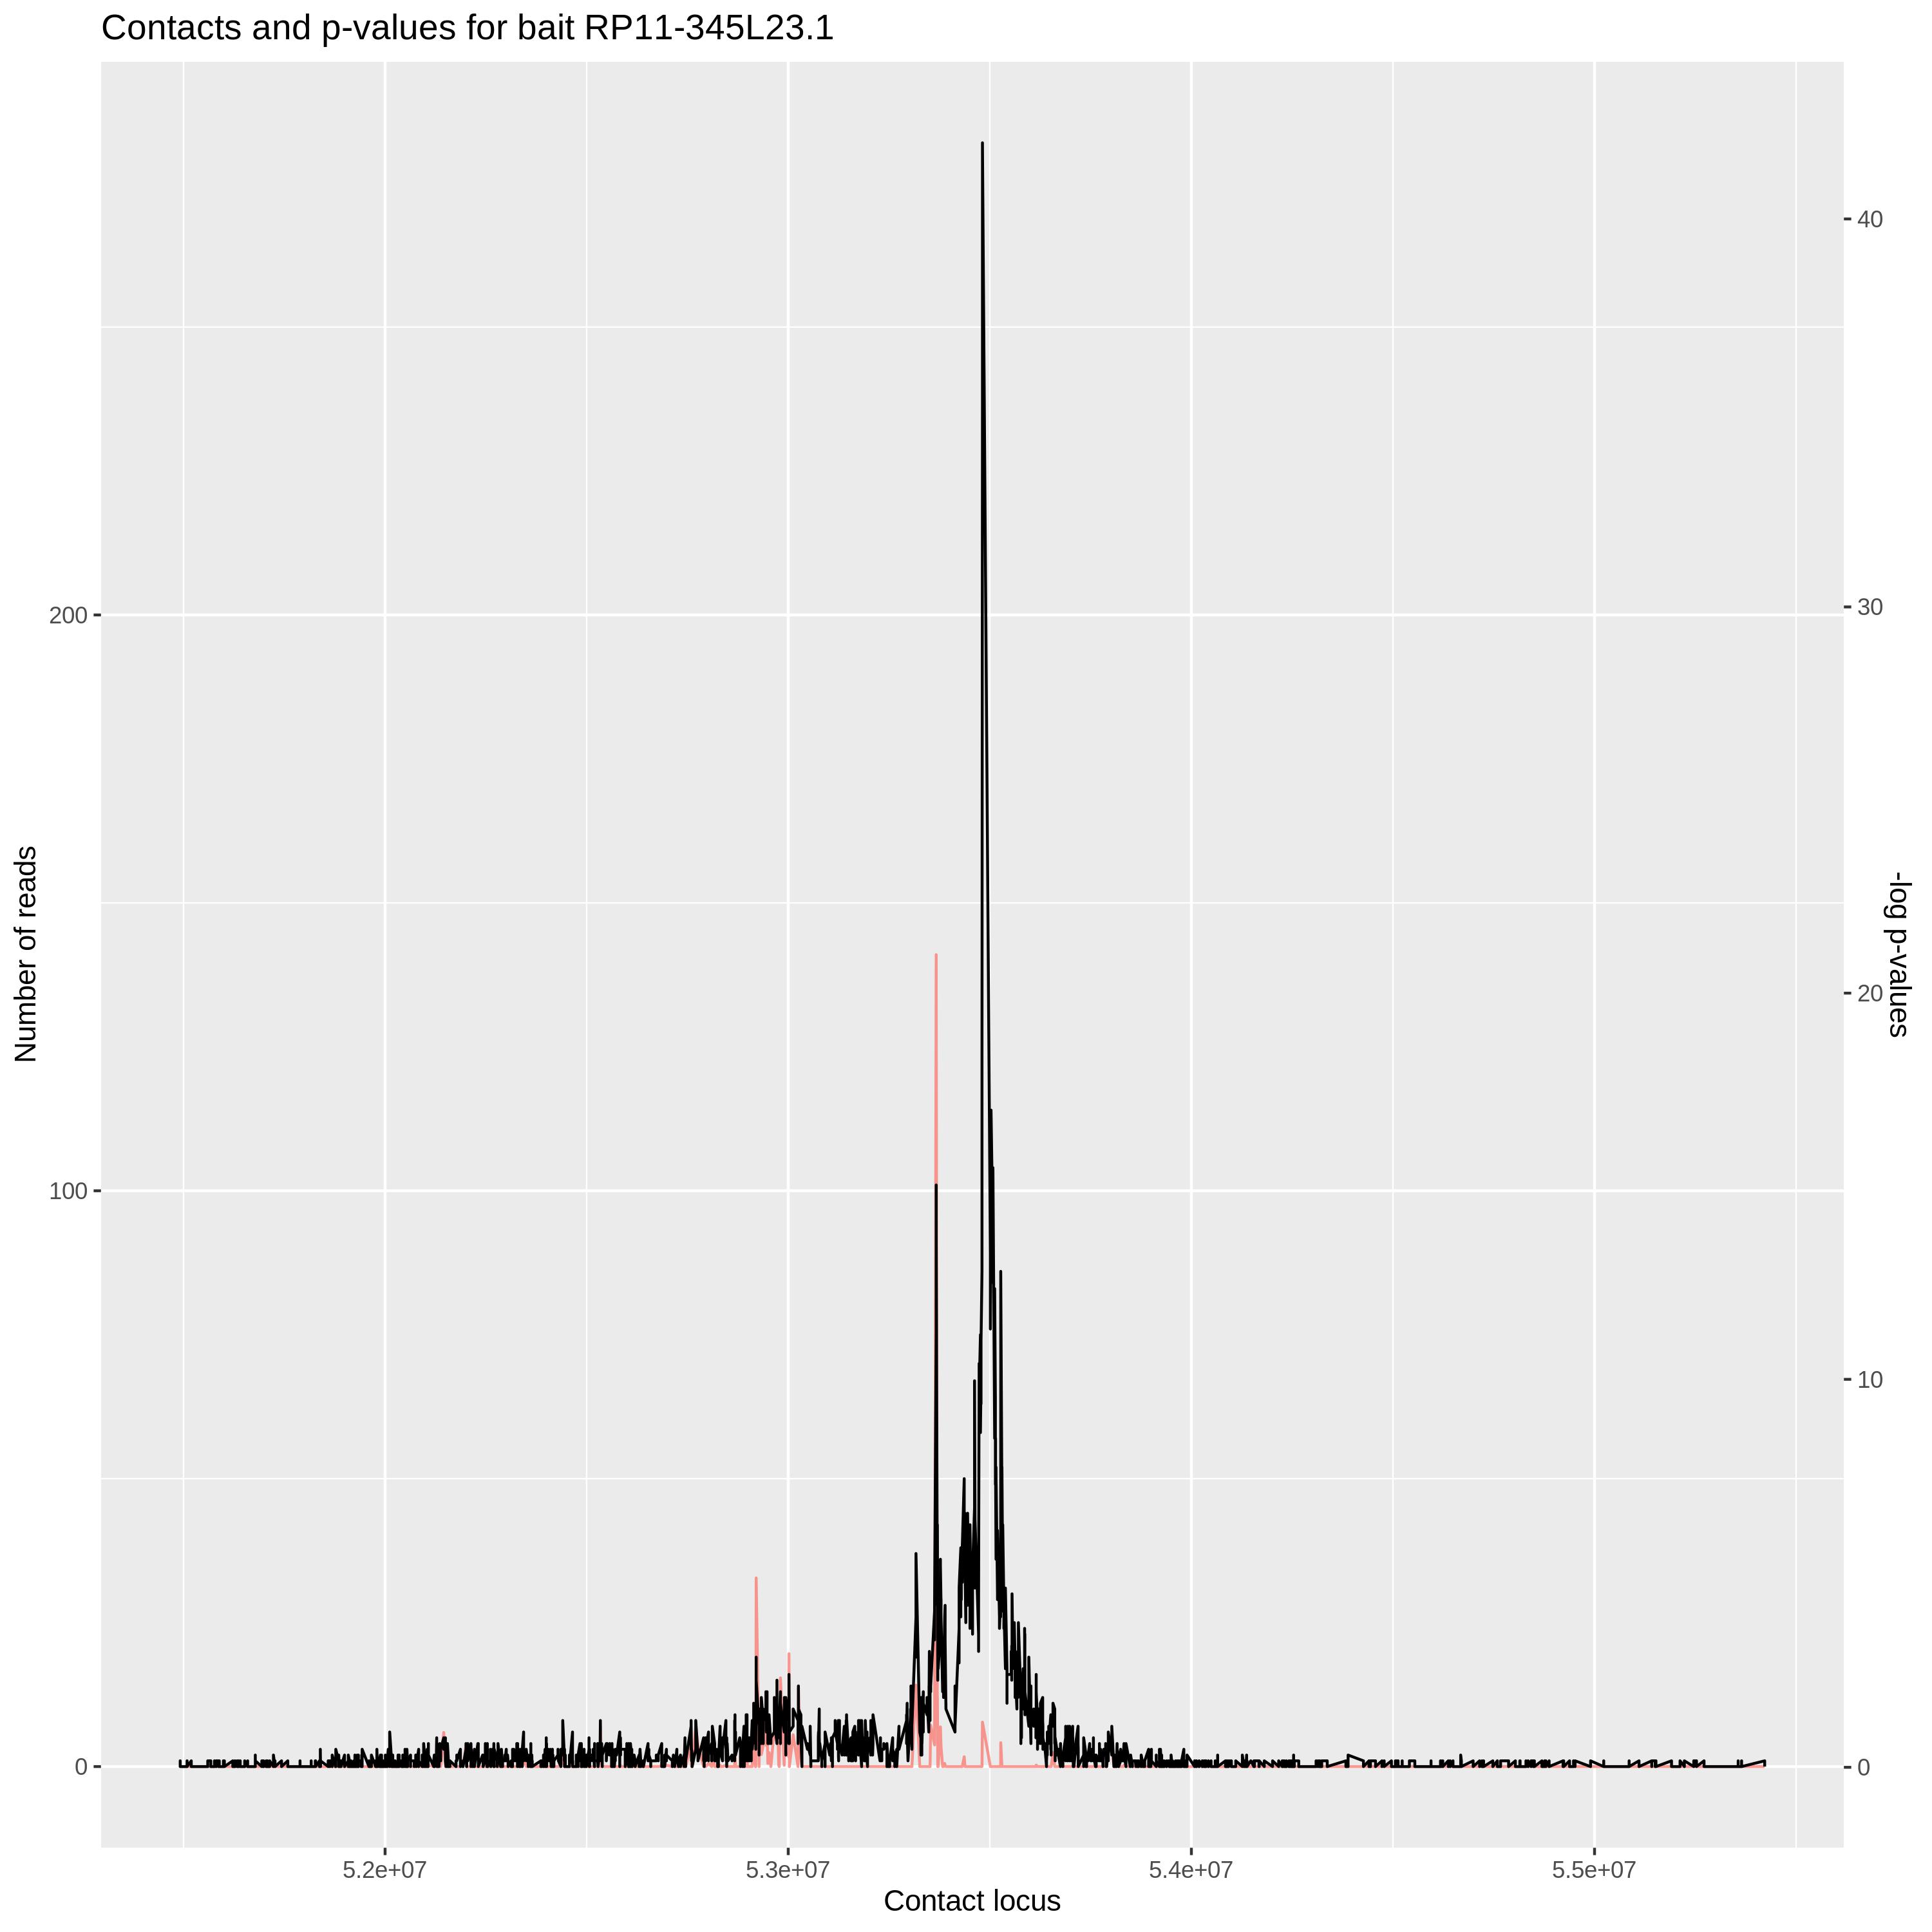 Contacts and p-values for bait RP11-345L23.1
Number of reads
200
100
0
40
30
20
10
0
-log p-values
5.2e+07
5.3e+07
5.4e+07
5.5e+07
Contact locus